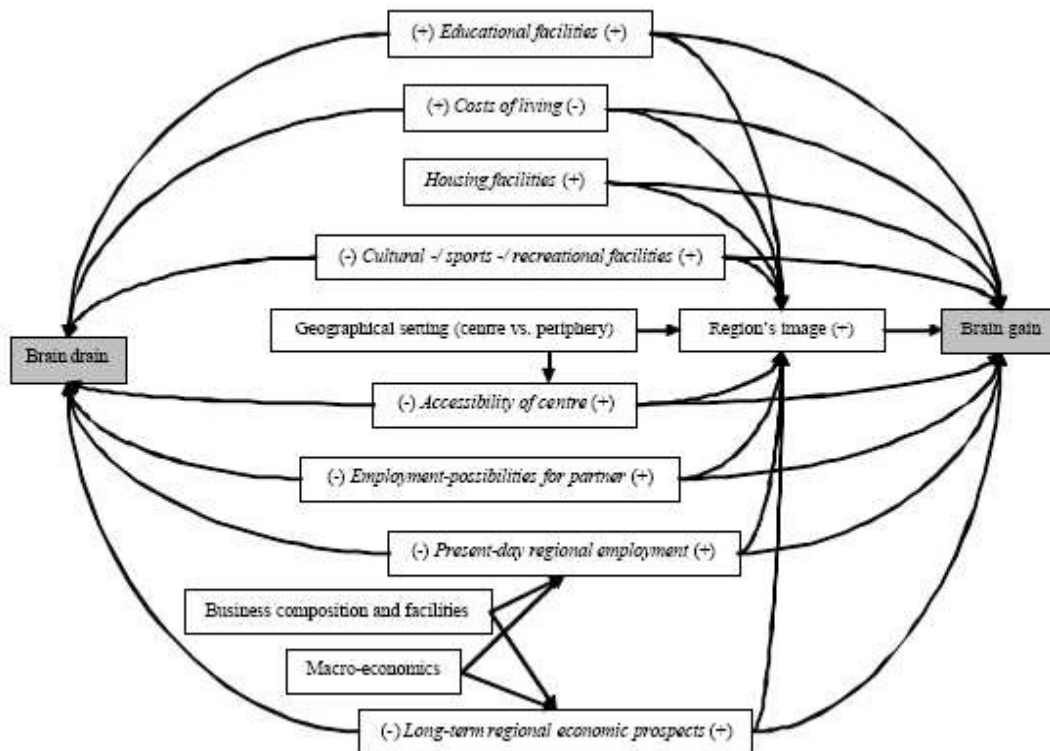 (+) Educational facilities (+)
(+) Costs of living (-)
Housing facilities (+)
(-) Cultural -/ sports -/ recreational facilities (+)
Geographical setting (centre vs. periphery)
Region's image (+)
Brain gain
Brain drain
(-) Accessibility of centre (+)
(-) Employment-possibilities for partner (+)
(-) Present-day regional employment (+)
Business composition and facilities
Macro-economics
(-) Long-term regional economic prospects (+)